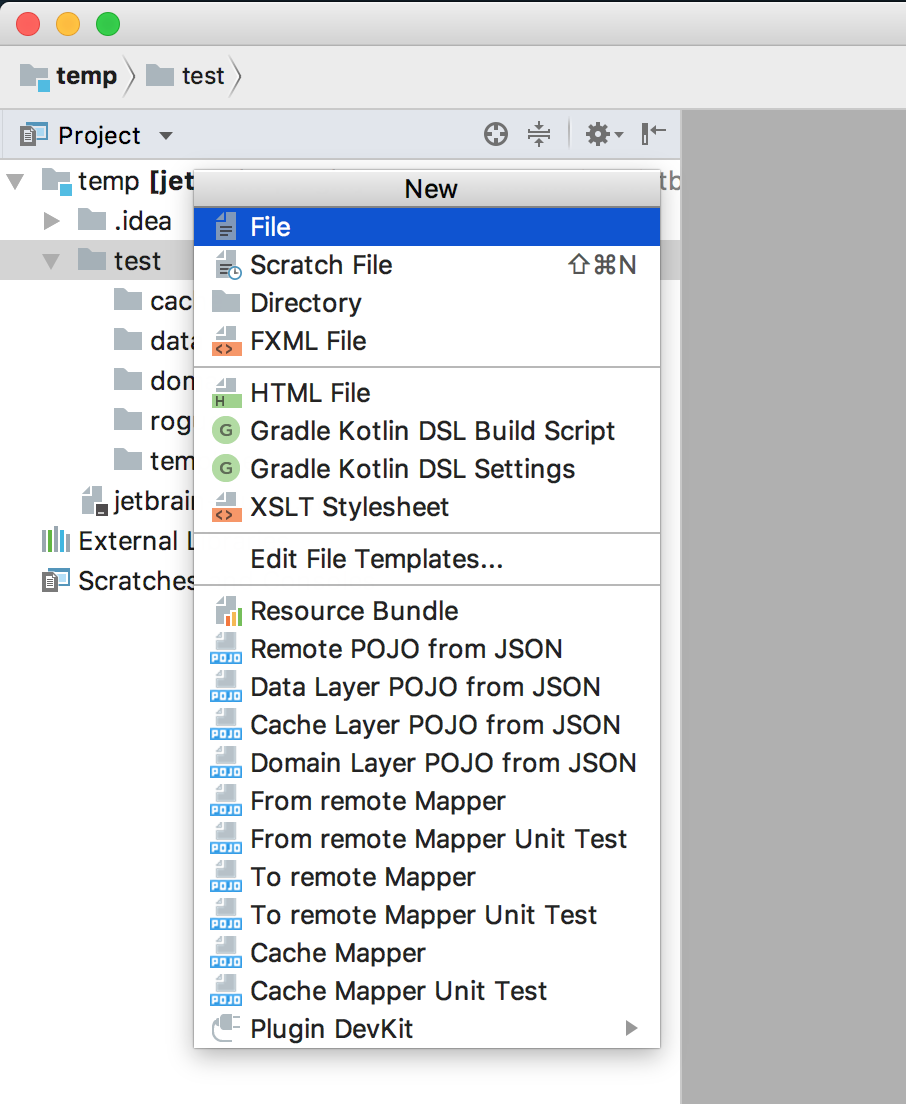 temp
test
Project
temp [jet
New
File
Scratch File ⇧⌘N
Directory
FXML File
HTML File
Gradle Kotlin DSL Build Script
Gradle Kotlin DSL Settings
XSLT Stylesheet
Edit File Templates...
Resource Bundle
Remote POJO from JSON
Data Layer POJO from JSON
Cache Layer POJO from JSON
Domain Layer POJO from JSON
From remote Mapper
From remote Mapper Unit Test
To remote Mapper
To remote Mapper Unit Test
Cache Mapper
Cache Mapper Unit Test
Plugin DevKit
.idea
test
cac
data
don
rog
tem
jetbrain
External L
Scratches